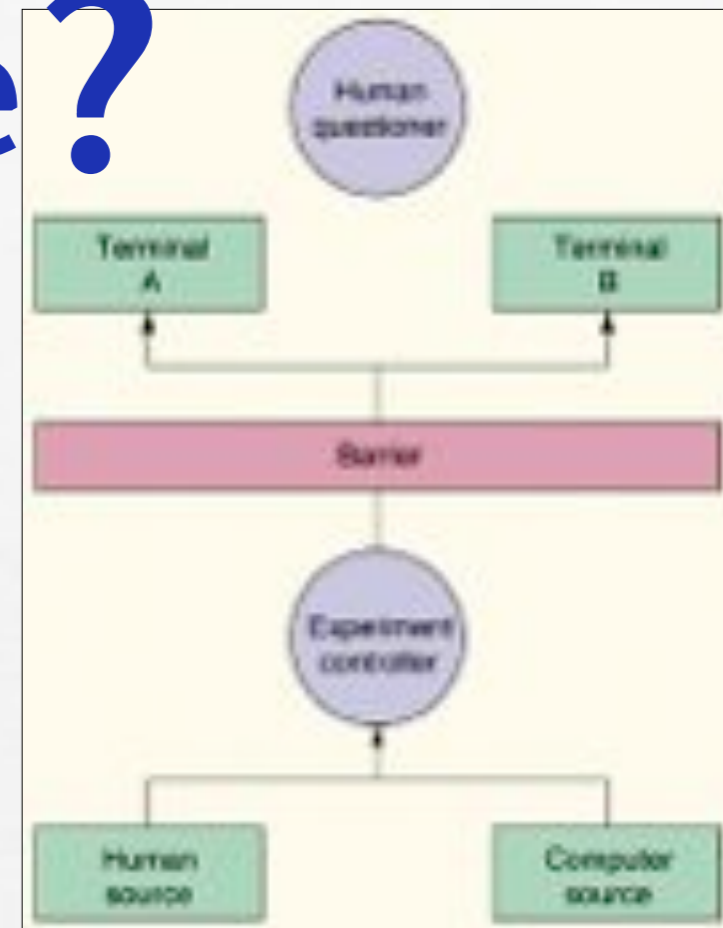 e?
Human
questioner
Terminal
A
Terminal
B
Barrier
Experiment
controller
Human
source
Computer
source